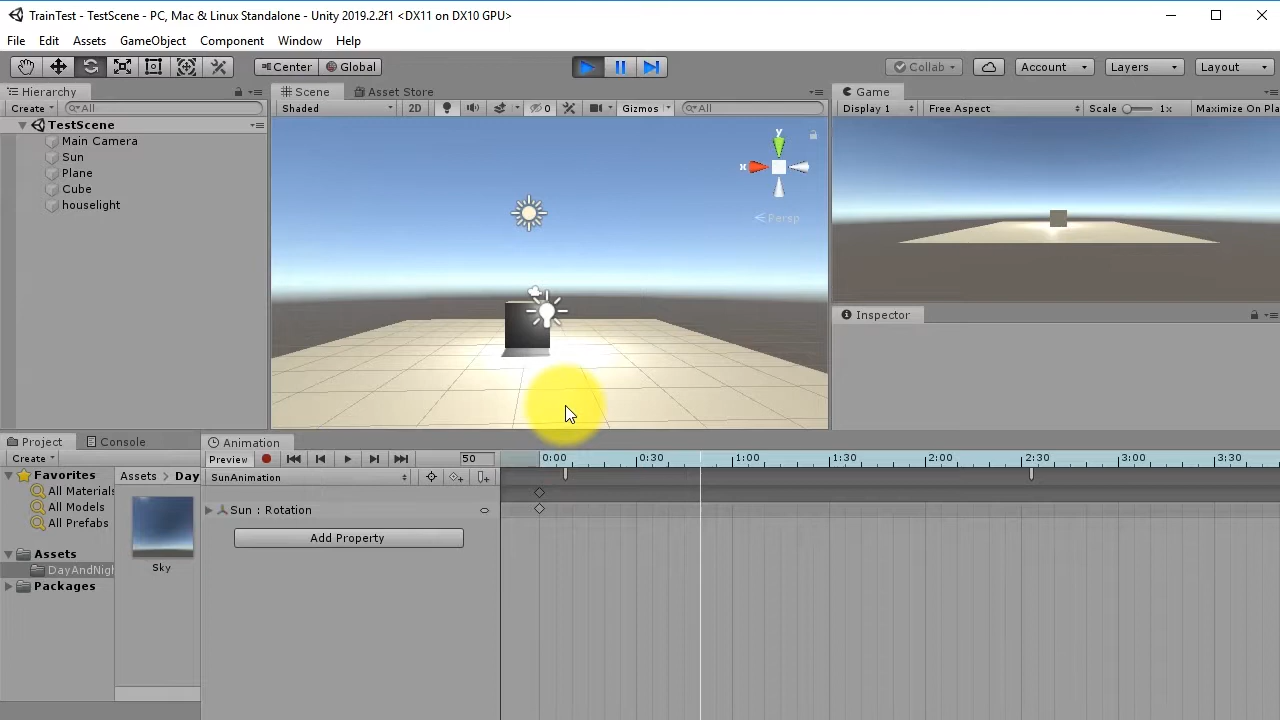 TrainTest - TestScene - PC, Mac & Linux Standalone - Unity 2019.2.2f1 <DX11 on DX10 GPU>
File Edit Assets GameObject Component Window Help
Center Global Collab Account Layers Layout
Hierarchy
Create All
TestScene
Main Camera
Sun
Plane
Cube
houselight
Scene Asset Store
Shaded 2D 0 Gizmos All
y
x
Persp
Game
Display 1 Free Aspect Scale 1x Maximize On Pla
Inspector
Project Console
Create
Favorites
All Materials
All Models
All Prefabs
Assets
DayAndNigh
Packages
Assets > Day
Sky
Animation
Preview 50
SunAnimation
Sun : Rotation
Add Property
0:00 0:30 1:00 1:30 2:00 2:30 3:00 3:30